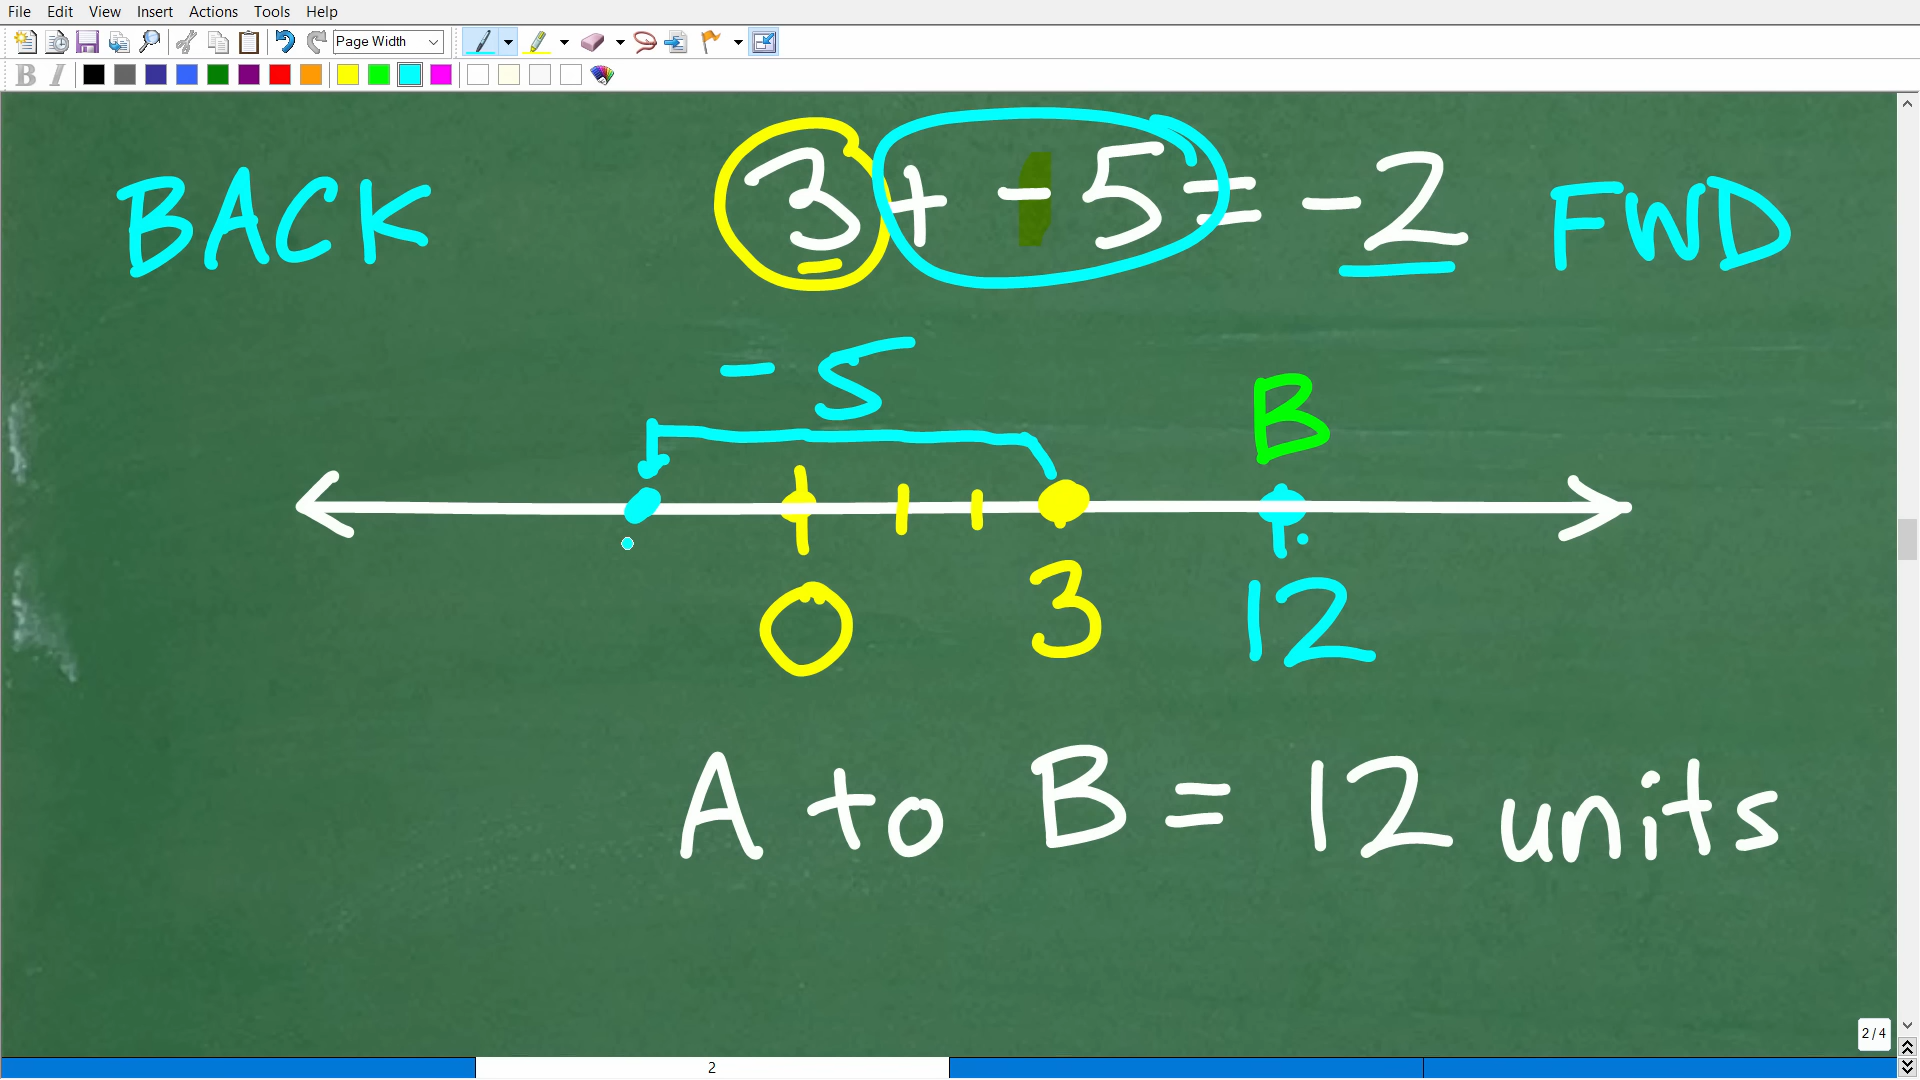 File Edit View Insert Actions Tools Help
Page Width
B I
BACK 3 + - 5 = -2 FWD
- 5
B
0 3 12
A to B = 12 units
2 / 4
2